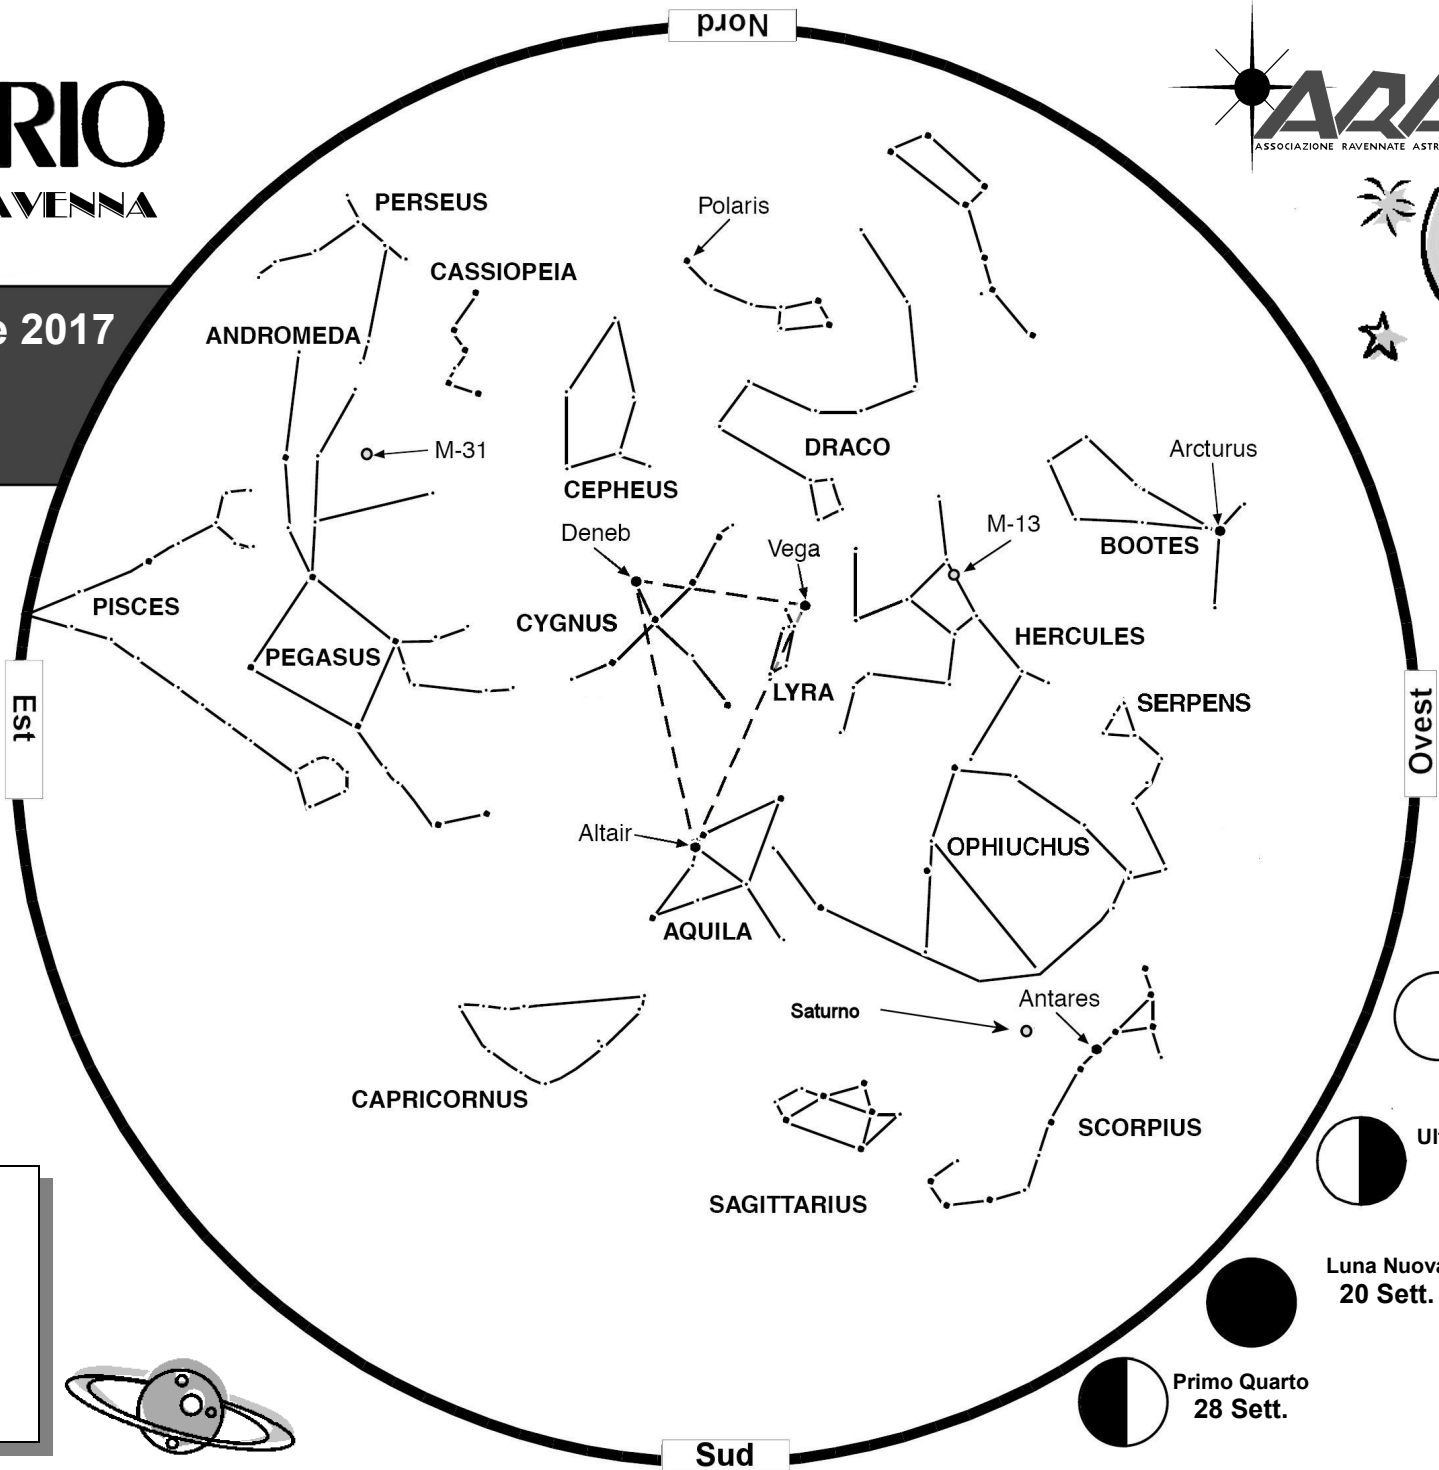 Nord
RIO
AVENNA
ASSOCIAZIONE RAVENNATE ASTR
e 2017
PERSEUS
Polaris
CASSIOPEIA
ANDROMEDA
M-31
DRACO
Arcturus
CEPHEUS
Deneb
Vega
M-13
BOOTES
PISCES
CYGNUS
HERCULES
PEGASUS
LYRA
SERPENS
Est
Ovest
Altair
OPHIUCHUS
AQUILA
Saturno
Antares
CAPRICORNUS
SCORPIUS
Ul
SAGITTARIUS
Luna Nuova
20 Sett.
Primo Quarto
28 Sett.
Sud